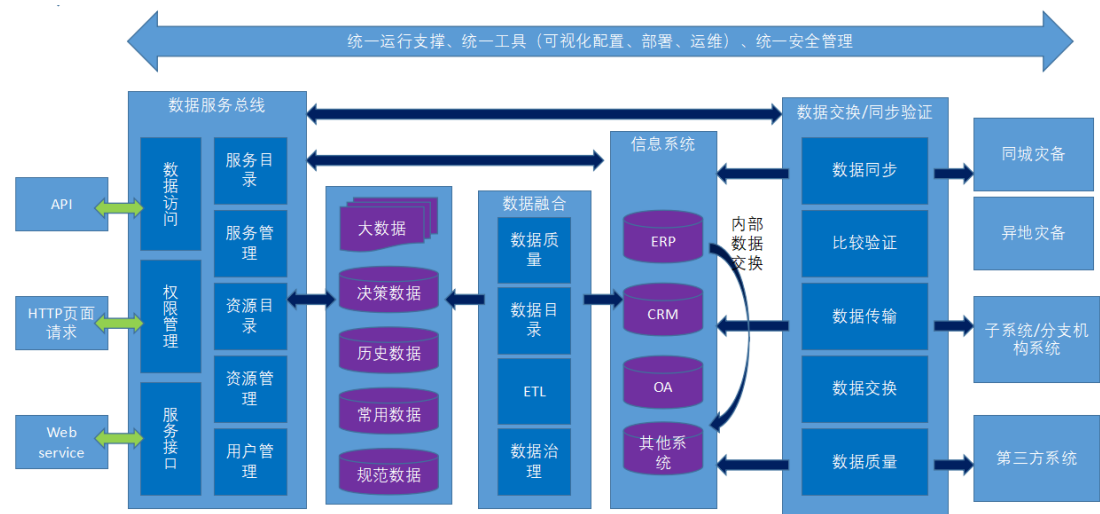 统一运行支撑、统一工具（可视化配置、部署、运维）、统一安全管理
API
HTTP页面
请求
Web
service
数据服务总线
数据访问
权限管理
服务接口
服务目
录
服务管
理
资源目
录
资源管
理
用户管
理
大数据
决策数据
历史数据
常用数据
规范数据
数据融合
数据质
量
数据目
录
ETL
数据治
理
信息系统
ERP
CRM
OA
其他系
统
内部
数据
交换
数据交换/同步验证
数据同步
比较验证
数据传输
数据交换
数据质量
同城灾备
异地灾备
子系统/分支机
构系统
第三方系统